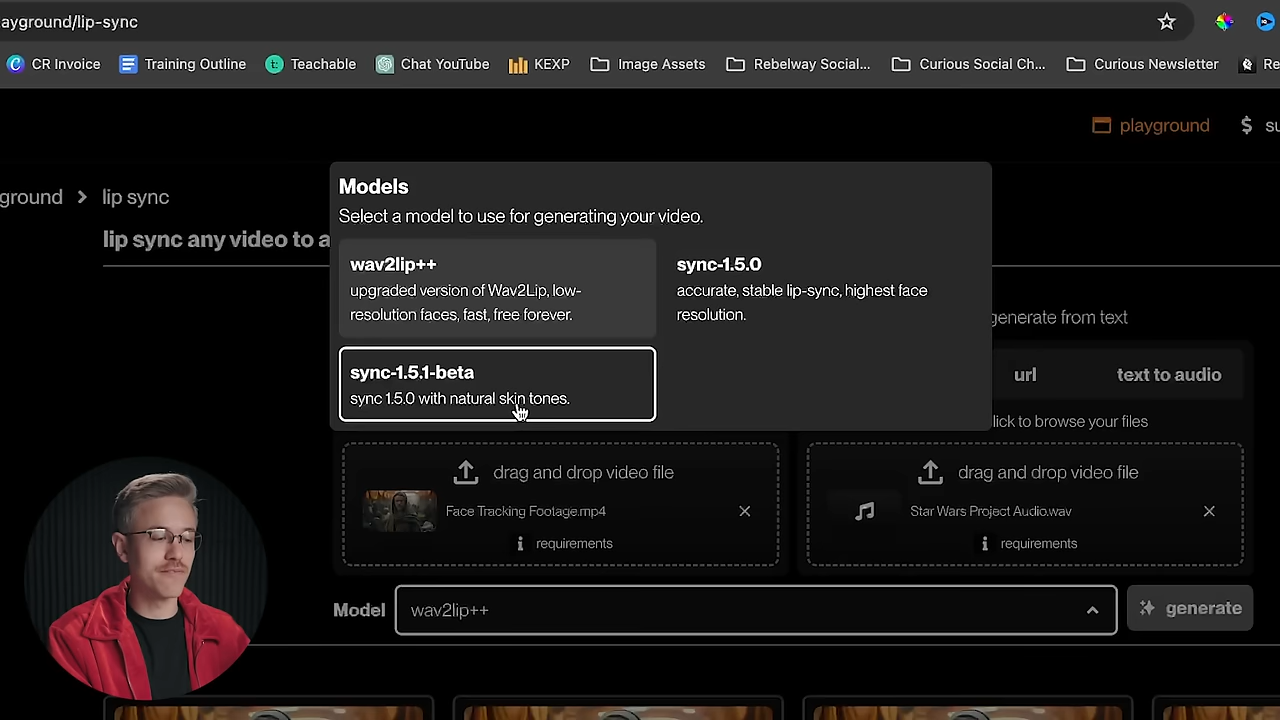 ayground/lip-sync
CR Invoice Training Outline Teachable Chat YouTube KEXP Image Assets Rebelway Social... Curious Social Ch... Curious Newsletter Re
playground $ su
ground > lip sync
lip sync any video to a
Models
Select a model to use for generating your video.
wav2lip++
upgraded version of Wav2Lip, low-
resolution faces, fast, free forever.
sync-1.5.0
accurate, stable lip-sync, highest face
resolution.
sync-1.5.1-beta
sync 1.5.0 with natural skin tones.
generate from text
url text to audio
lick to browse your files
drag and drop video file
Face Tracking Footage.mp4
requirements
drag and drop video file
Star Wars Project Audio.wav
requirements
Model wav2lip++ generate